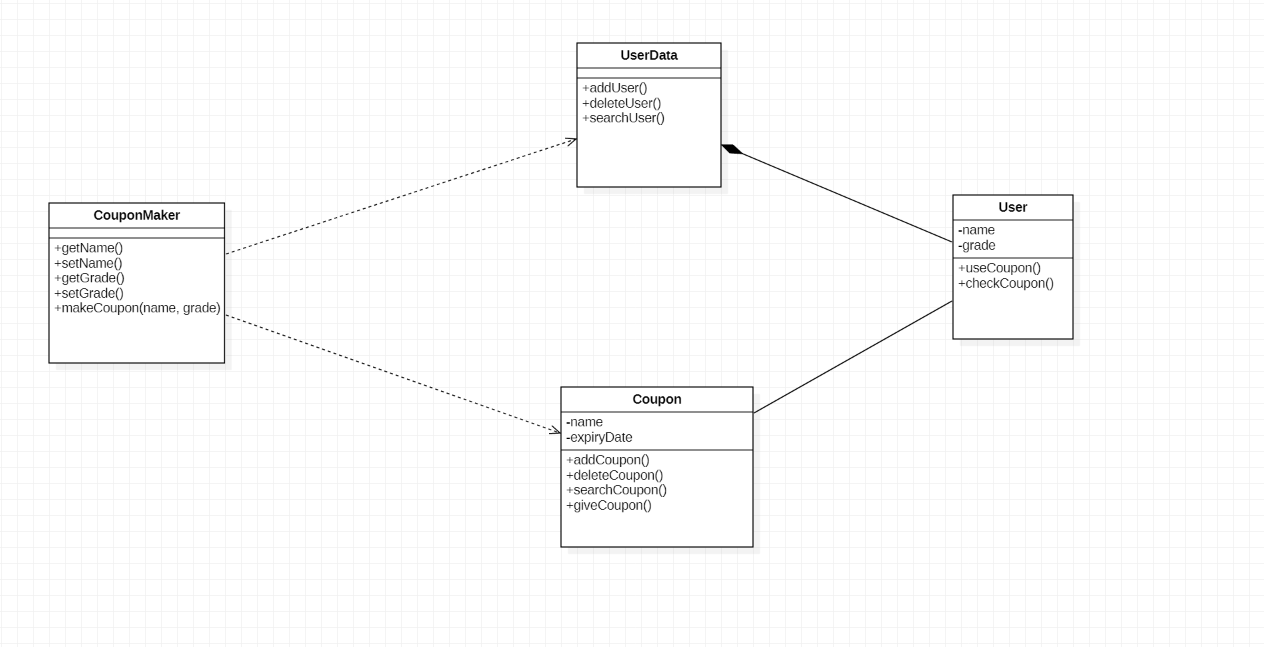 UserData
+addUser()
+deleteUser()
+searchUser()
CouponMaker
+getName()
+setName()
+getGrade()
+setGrade()
+makeCoupon(name, grade)
User
-name
-grade
+useCoupon()
+checkCoupon()
Coupon
-name
-expiryDate
+addCoupon()
+deleteCoupon()
+searchCoupon()
+giveCoupon()